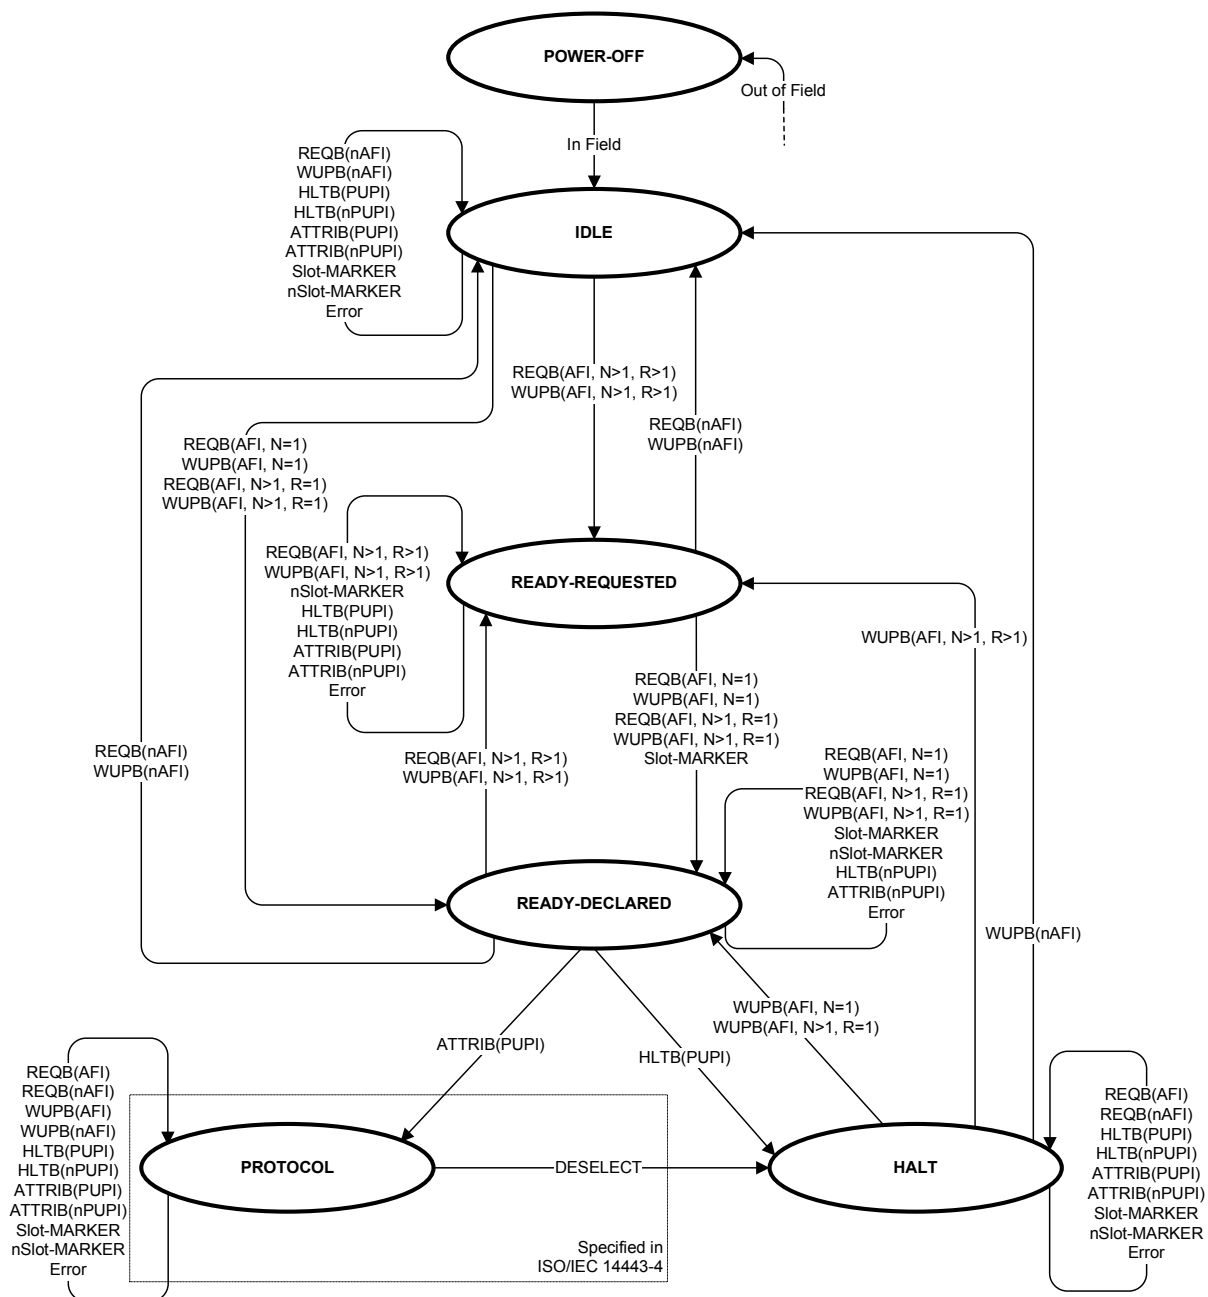 POWER-OFF
Out of Field
In Field
REQB(nAFI)
WUPB(nAFI)
HLTB(PUPI)
HLTB(nPUPI)
ATTRIB(PUPI)
ATTRIB(nPUPI)
Slot-MARKER
nSlot-MARKER
Error
IDLE
REQB(AFI, N>1, R>1)
WUPB(AFI, N>1, R>1)
REQB(nAFI)
WUPB(nAFI)
REQB(AFI, N=1)
WUPB(AFI, N=1)
REQB(AFI, N>1, R=1)
WUPB(AFI, N>1, R=1)
REQB(AFI, N>1, R>1)
WUPB(AFI, N>1, R>1)
nSlot-MARKER
HLTB(PUPI)
HLTB(nPUPI)
ATTRIB(PUPI)
ATTRIB(nPUPI)
Error
READY-REQUESTED
WUPB(AFI, N>1, R>1)
REQB(AFI, N=1)
WUPB(AFI, N=1)
REQB(AFI, N>1, R=1)
WUPB(AFI, N>1, R=1)
Slot-MARKER
REQB(nAFI)
WUPB(nAFI)
REQB(AFI, N>1, R>1)
WUPB(AFI, N>1, R>1)
REQB(AFI, N=1)
WUPB(AFI, N=1)
REQB(AFI, N>1, R=1)
WUPB(AFI, N>1, R=1)
Slot-MARKER
nSlot-MARKER
HLTB(nPUPI)
ATTRIB(nPUPI)
Error
READY-DECLARED
WUPB(nAFI)
WUPB(AFI, N=1)
WUPB(AFI, N>1, R=1)
ATTRIB(PUPI)
HLTB(PUPI)
REQB(AFI)
REQB(nAFI)
WUPB(AFI)
WUPB(nAFI)
HLTB(PUPI)
HLTB(nPUPI)
ATTRIB(PUPI)
ATTRIB(nPUPI)
Slot-MARKER
nSlot-MARKER
Error
PROTOCOL
DESELECT
HALT
REQB(AFI)
REQB(nAFI)
HLTB(PUPI)
HLTB(nPUPI)
ATTRIB(PUPI)
ATTRIB(nPUPI)
Slot-MARKER
nSlot-MARKER
Error
Specified in
ISO/IEC 14443-4